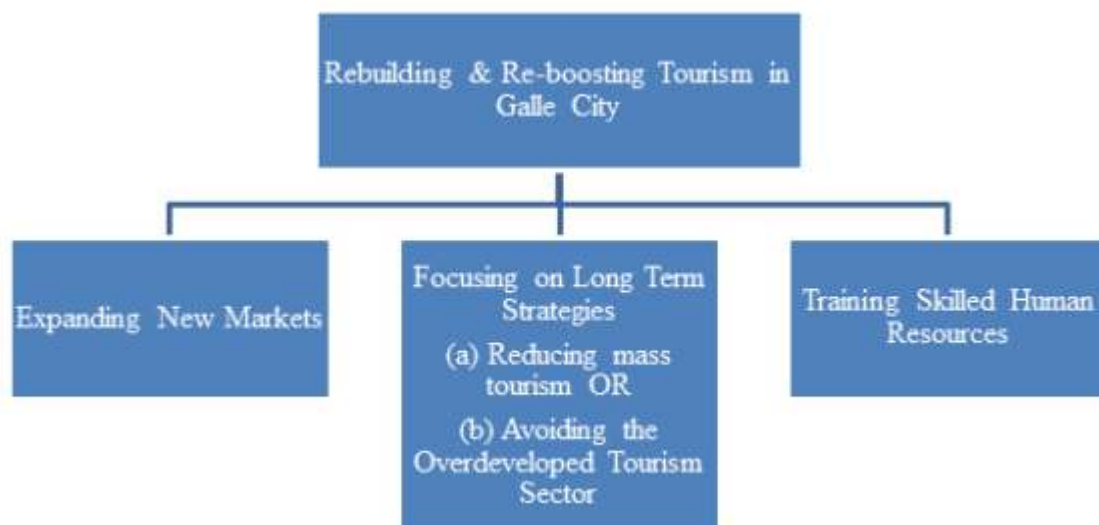 Rebuilding & Re-boosting Tourism in
Galle City
Expanding New Markets
Focusing on Long Term
Strategies
(a) Reducing mass
tourism OR
(b) Avoiding the
Overdeveloped Tourism
Sector
Training Skilled Human
Resources